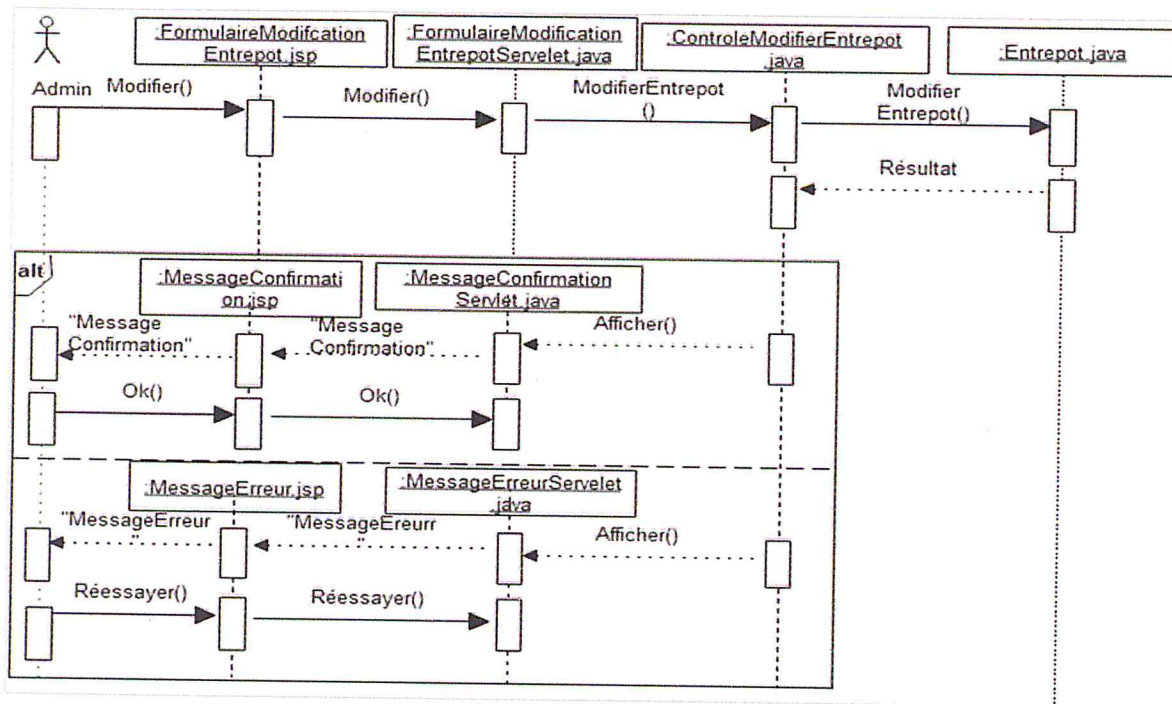 :FormulaireModifcation
Entrepot.jsp
:FormulaireModification
EntrepotServelet.java
:ControleModifierEntrepot
.java
:Entrepot.java
Admin
Modifier()
Modifier()
ModifierEntrepot
()
Modifier
Entrepot()
Résultat
alt
:MessageConfirmati
on.jsp
:MessageConfirmation
Servlet.java
"Message
Confirmation"
"Message
Confirmation"
Afficher()
Ok()
Ok()
:MessageErreur.jsp
:MessageErreurServelet
.java
"MessageErreur
"
"MessageEreurr
"
Afficher()
Réessayer()
Réessayer()